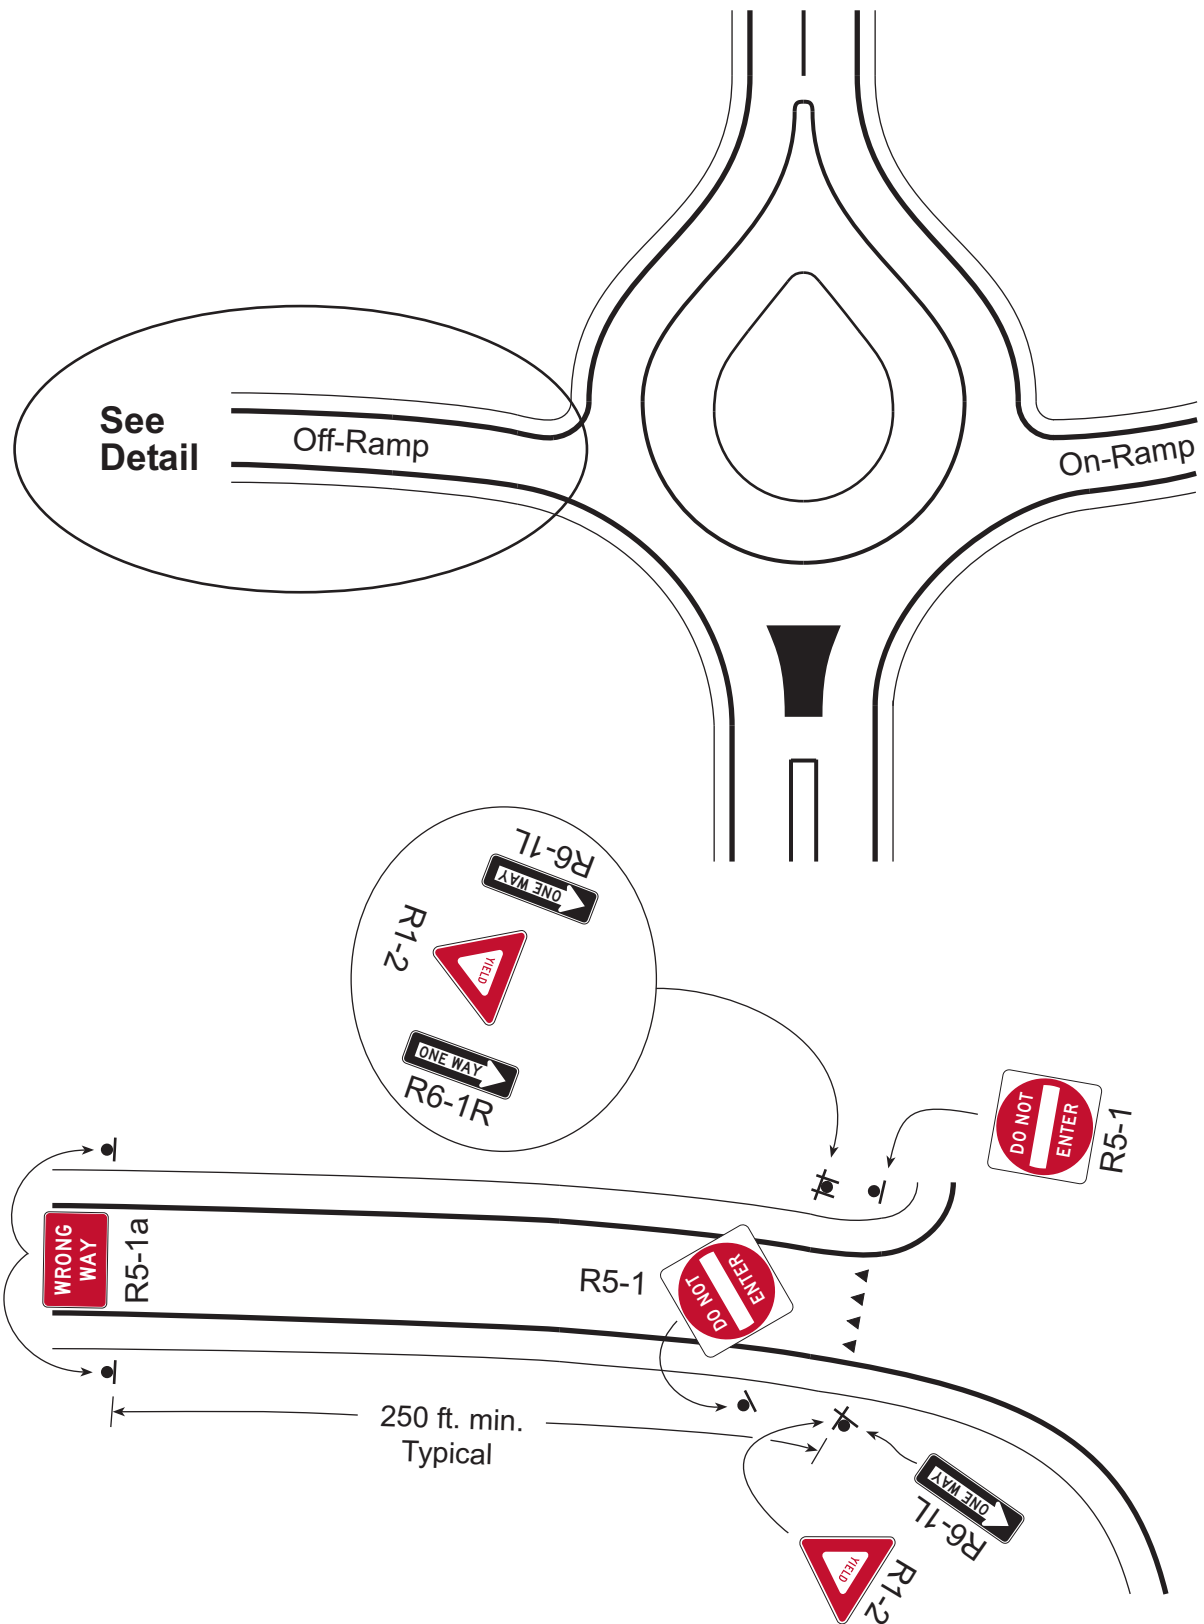 See
Detail
Off-Ramp
On-Ramp
R6-1L
ONE WAY
R1-2
YIELD
ONE WAY
R6-1R
DO NOT
ENTER
R5-1
WRONG
WAY
R5-1a
R5-1
DO NOT
ENTER
250 ft. min.
Typical
ONE WAY
R6-1L
YIELD
R1-2